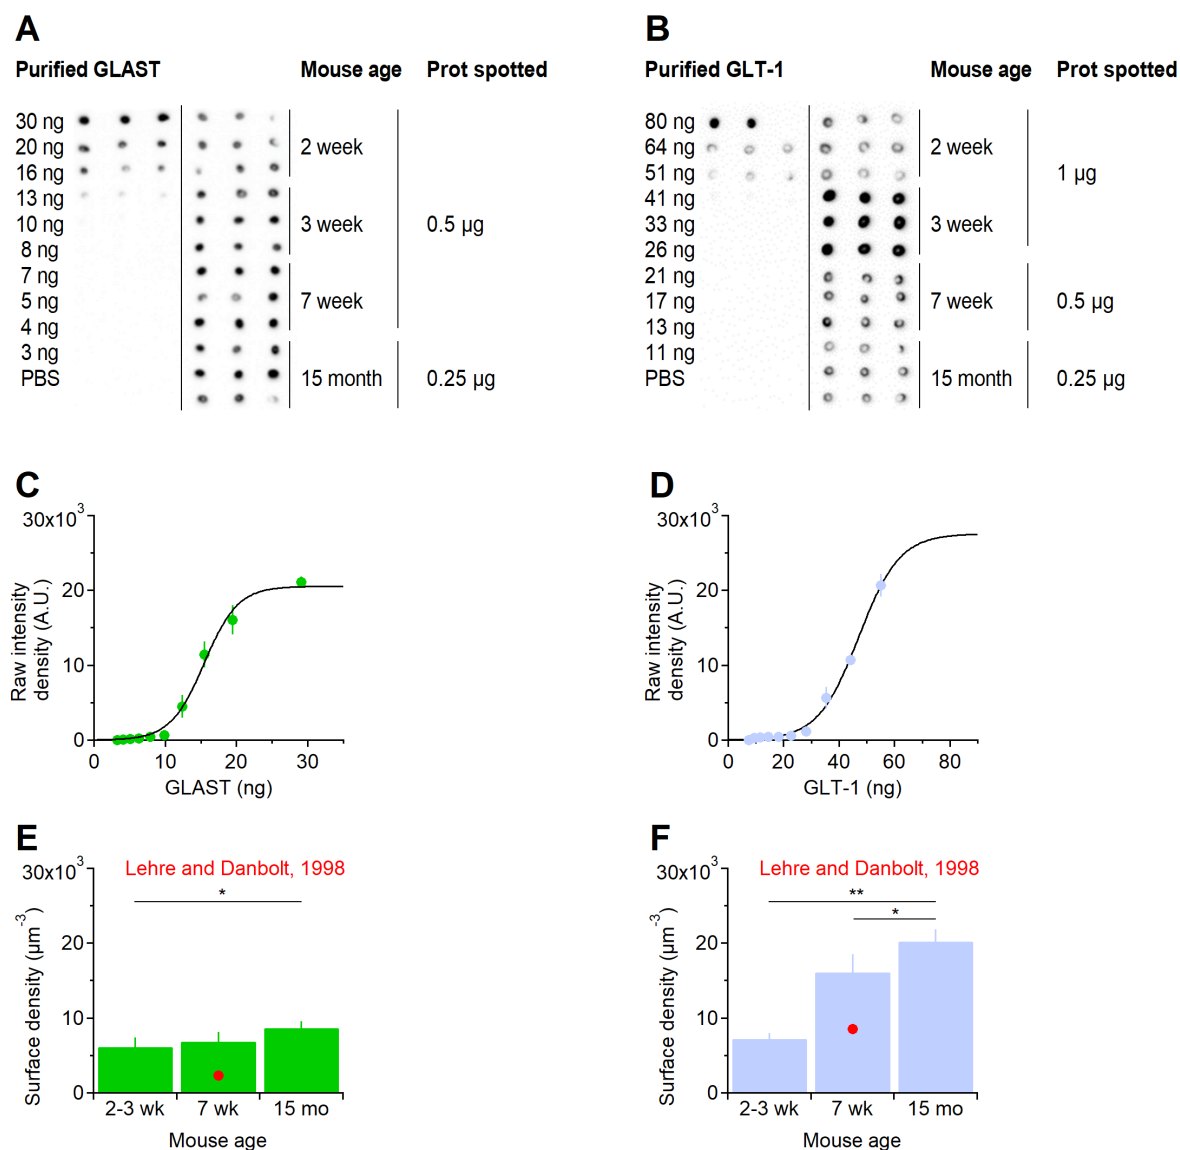 A
Purified GLAST Mouse age Prot spotted
30 ng
20 ng
16 ng
13 ng
10 ng
8 ng
7 ng
5 ng
4 ng
3 ng
PBS
2 week
3 week
7 week
15 month
0.5 µg
0.25 µg
B
Purified GLT-1 Mouse age Prot spotted
80 ng
64 ng
51 ng
41 ng
33 ng
26 ng
21 ng
17 ng
13 ng
11 ng
PBS
2 week
3 week
7 week
15 month
1 µg
0.5 µg
0.25 µg
C
30x10³
20
10
0
Raw intensity
density (A.U.)
0 10 20 30
GLAST (ng)
D
30x10³
20
10
0
Raw intensity
density (A.U.)
0 20 40 60 80
GLT-1 (ng)
E
Lehre and Danbolt, 1998
*
30x10³
20
10
0
Surface density (µm⁻³)
2-3 wk 7 wk 15 mo
Mouse age
F
Lehre and Danbolt, 1998
**
*
30x10³
20
10
0
Surface density (µm⁻³)
2-3 wk 7 wk 15 mo
Mouse age